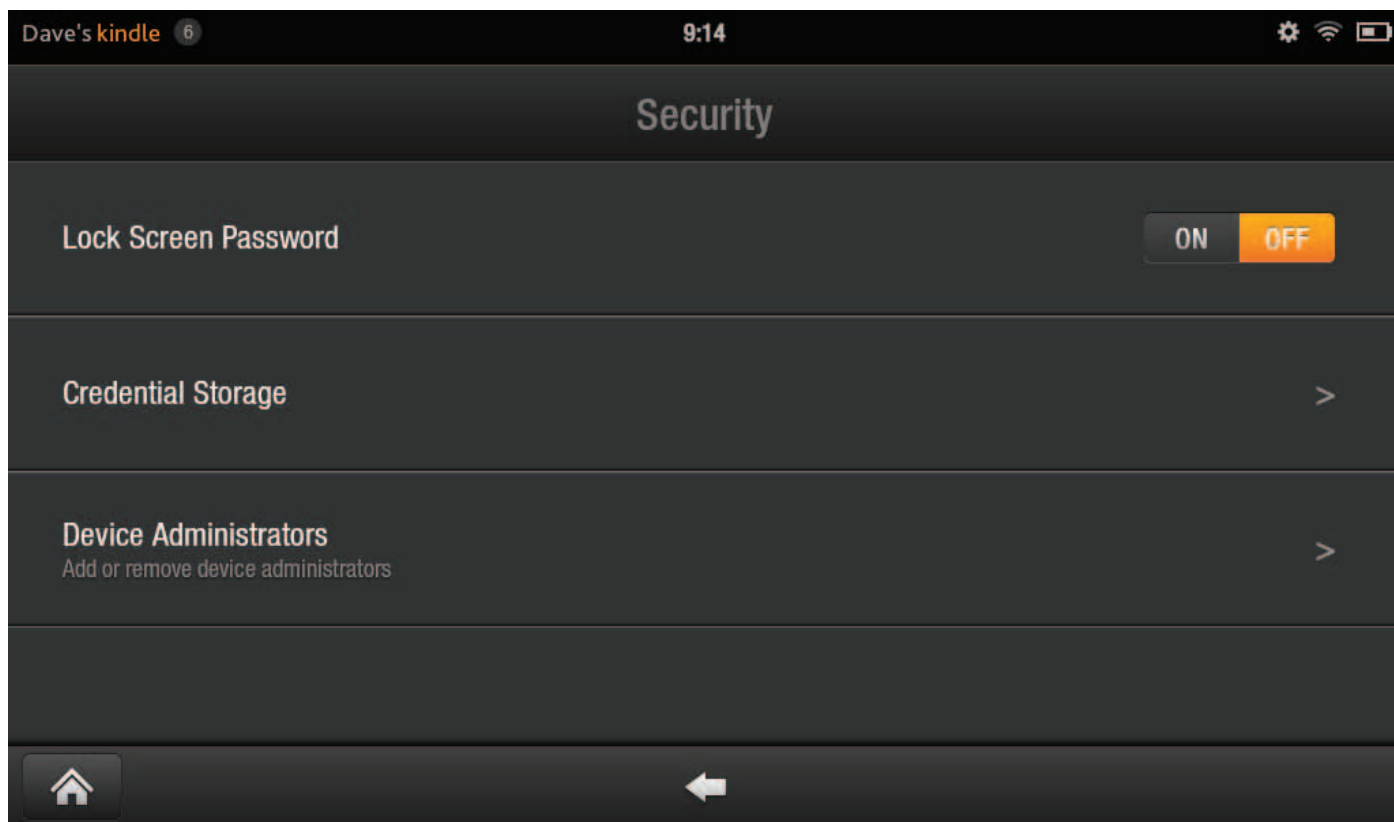 Dave's kindle 6 9:14
Security
Lock Screen Password ON OFF
Credential Storage >
Device Administrators >
Add or remove device administrators